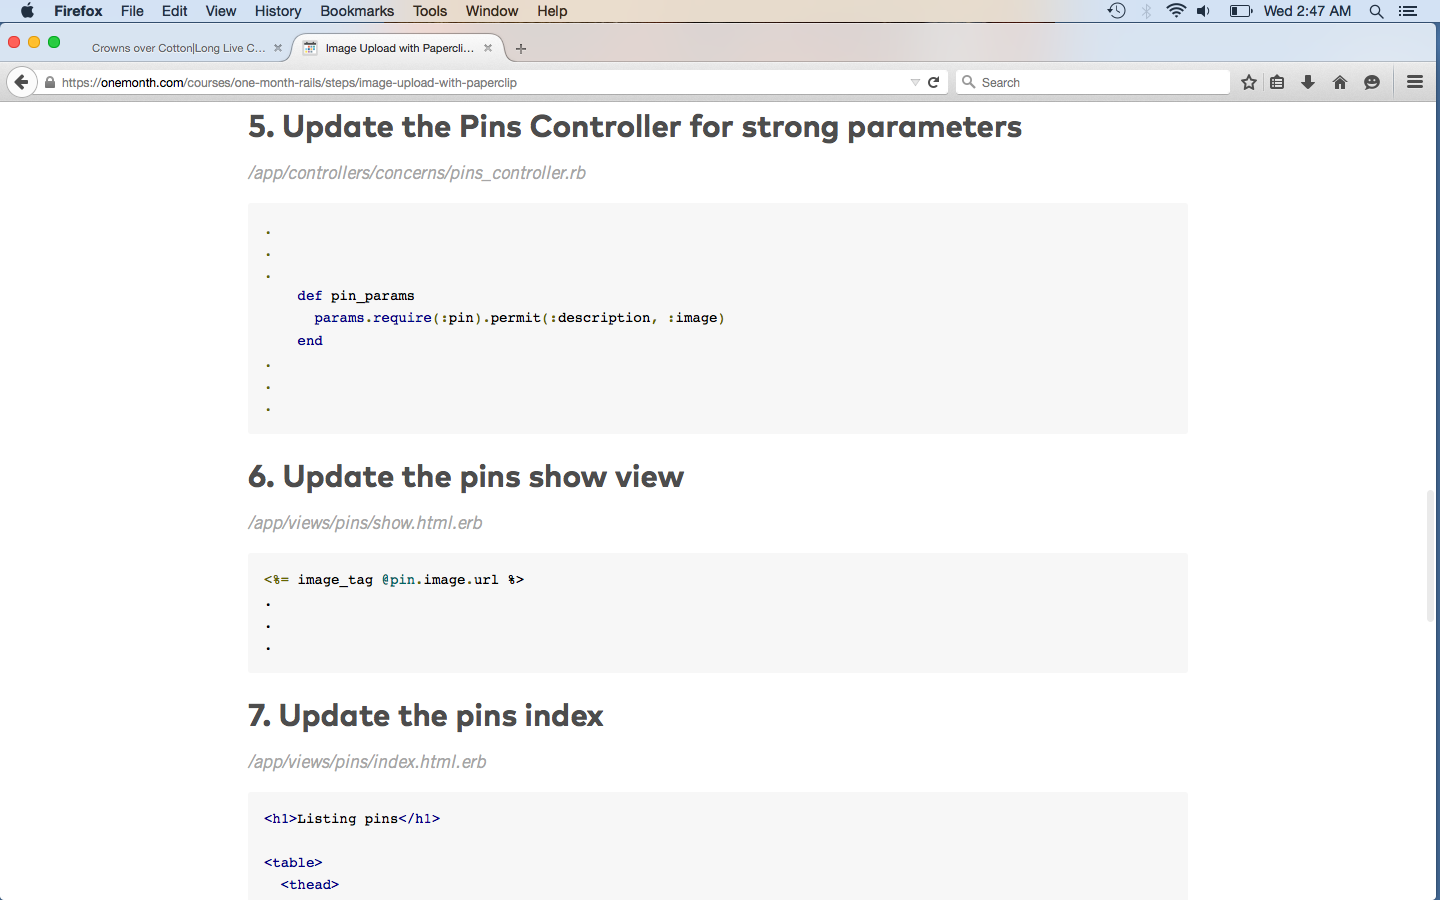 Firefox File Edit View History Bookmarks Tools Window Help Wed 2:47 AM
Crowns over Cotton|Long Live C... Image Upload with Papercli...
https://onemonth.com/courses/one-month-rails/steps/image-upload-with-paperclip Search
5. Update the Pins Controller for strong parameters
/app/controllers/concerns/pins_controller.rb
.
.
.
def pin_params
params.require(:pin).permit(:description, :image)
end
.
.
.
6. Update the pins show view
/app/views/pins/show.html.erb
<%= image_tag @pin.image.url %>
.
.
.
7. Update the pins index
/app/views/pins/index.html.erb
<h1>Listing pins</h1>
<table>
<thead>